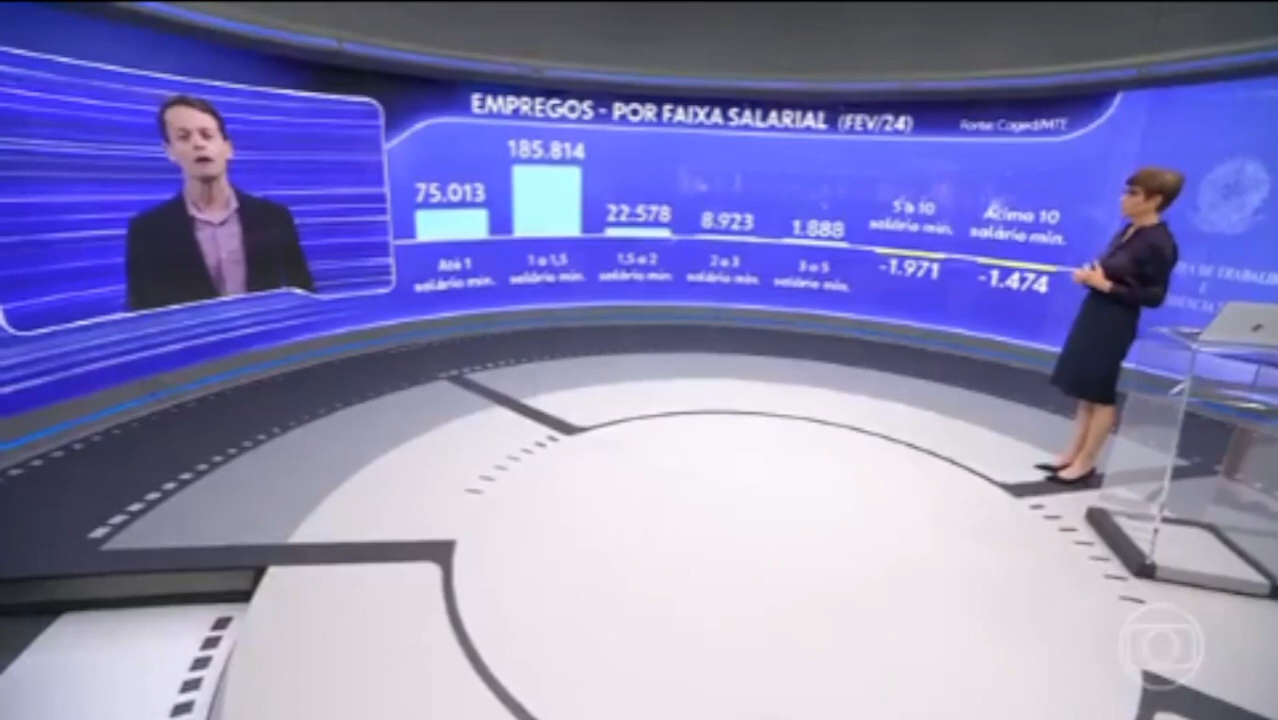 EMPREGOS - POR FAIXA SALARIAL (FEV/24)
Fonte: Caged/MTE
75.013
185.814
22.578
8.923
1.888
5 a 10
salário min.
Acima 10
salário min.
Até 1
salário min.
1 a 1,5
salário min.
1,5 a 2
salário min.
2 a 3
salário min.
3 a 5
salário min.
-1.971
-1.474
DE TRABALH
E